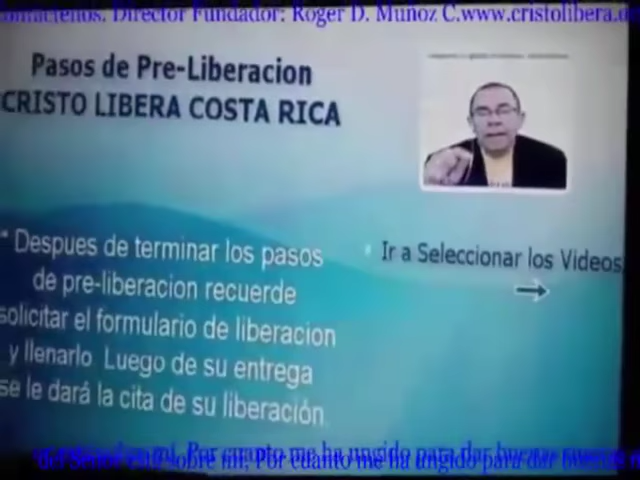 contactenos. Director Fundador: Roger D. Muñoz C.www.cristolibera.o
Pasos de Pre-Liberacion
CRISTO LIBERA COSTA RICA
* Despues de terminar los pasos
de pre-liberacion recuerde
solicitar el formulario de liberacion
y llenarlo Luego de su entrega
se le dará la cita de su liberación.
Ir a Seleccionar los Videos
del Señor está sobre mi, Por cuanto me ha ungido para dar buenas